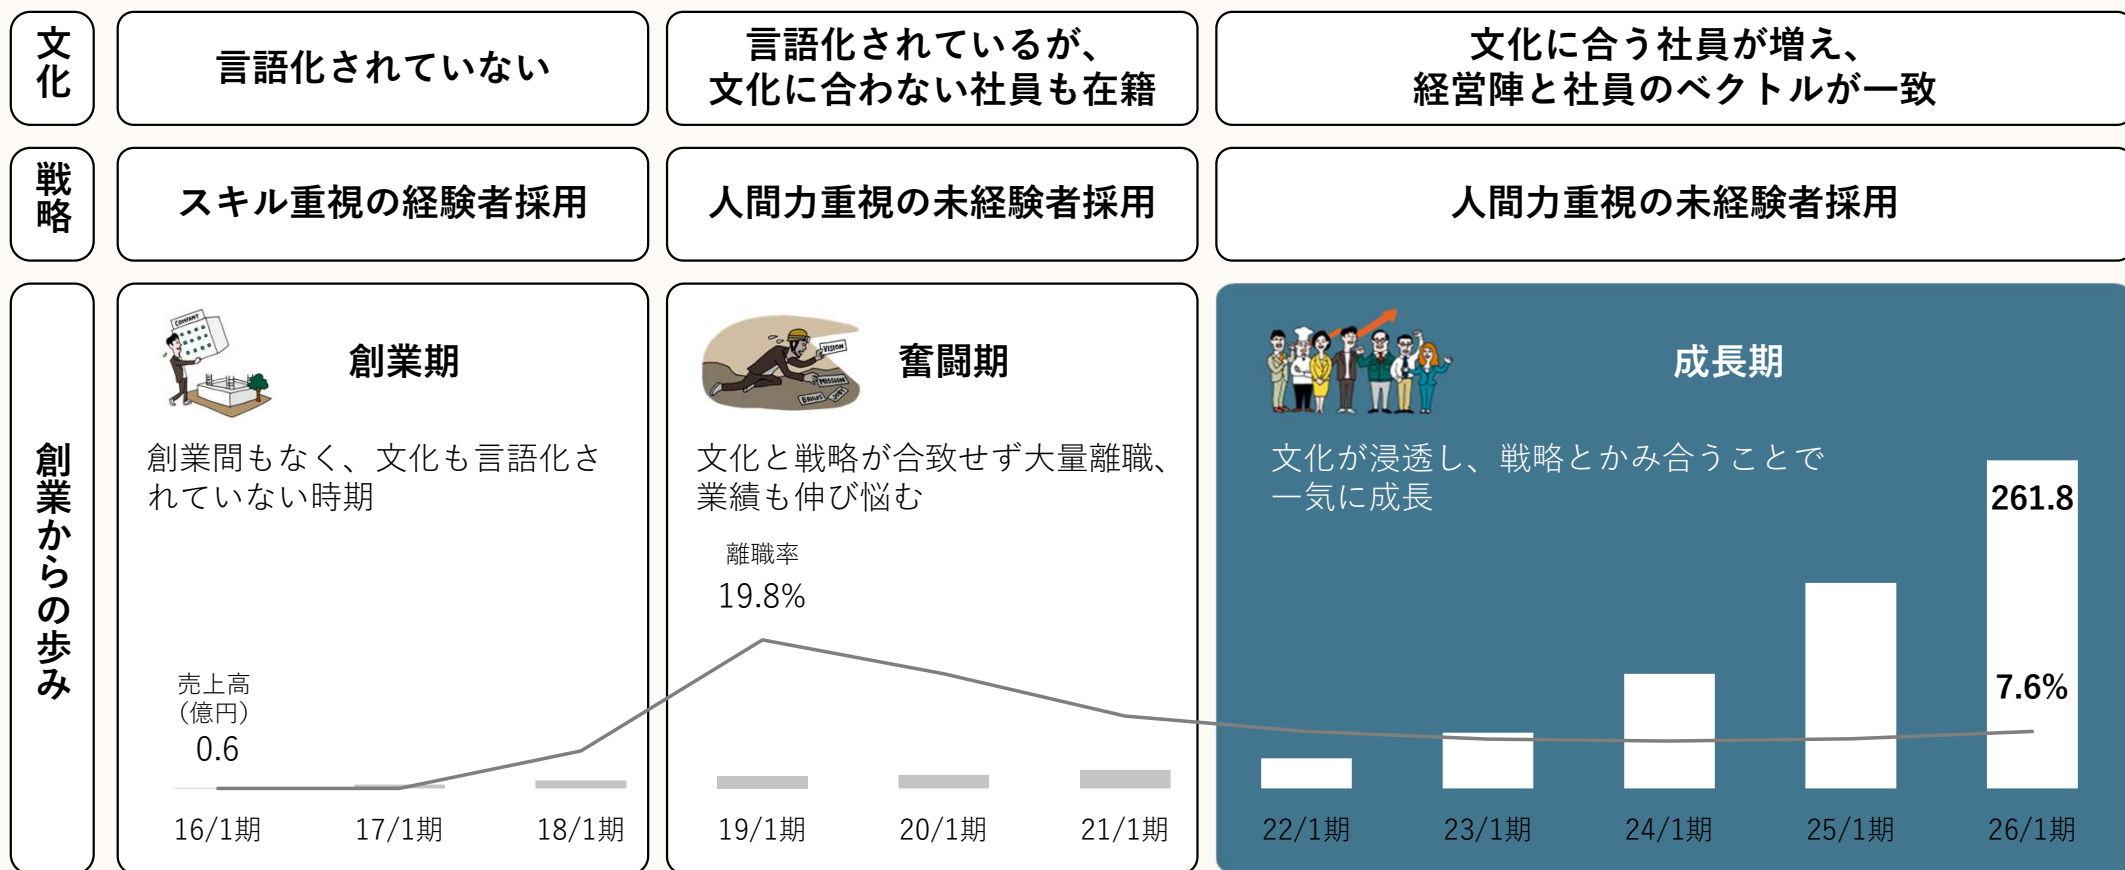 文化
言語化されていない
言語化されているが、
文化に合わない社員も在籍
文化に合う社員が増え、
経営陣と社員のベクトルが一致
戦略
スキル重視の経験者採用
人間力重視の未経験者採用
人間力重視の未経験者採用
創業からの歩み
COMPANY
創業期
創業間もなく、文化も言語化さ
れていない時期
売上高
(億円)
0.6
16/1期
17/1期
18/1期
VISION
MISSION
奮闘期
文化と戦略が合致せず大量離職、
業績も伸び悩む
離職率
19.8%
19/1期
20/1期
21/1期
成長期
文化が浸透し、戦略とかみ合うことで
一気に成長
261.8
7.6%
22/1期
23/1期
24/1期
25/1期
26/1期